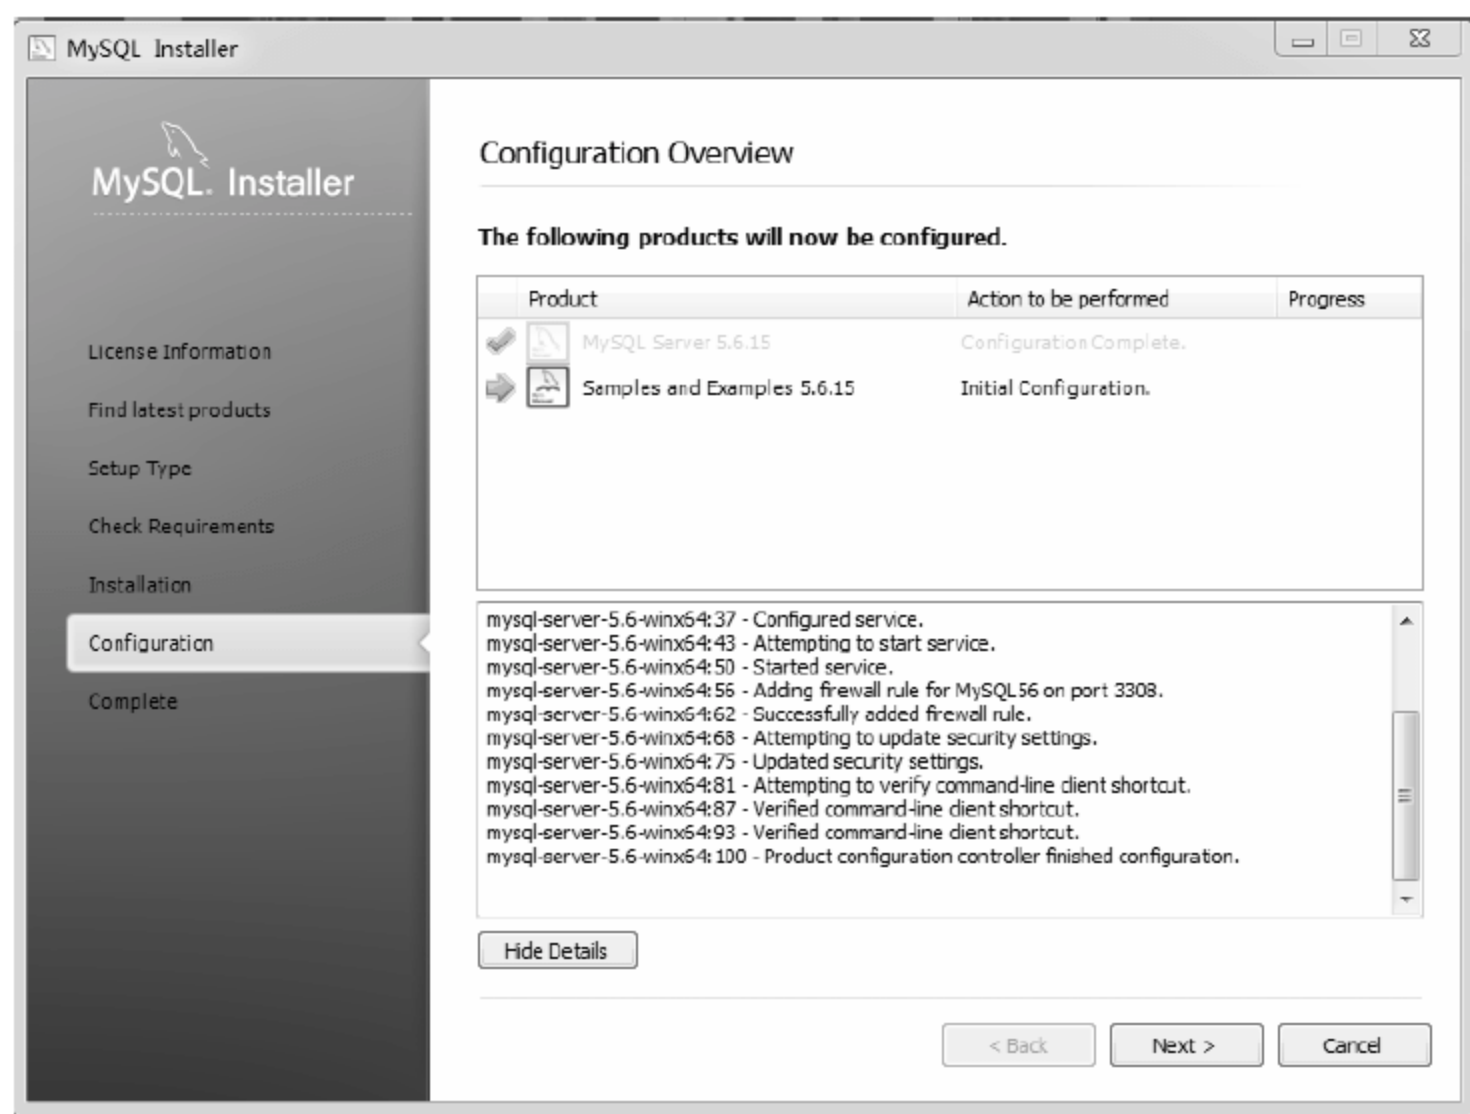 MySQL Installer
MySQL. Installer
License Information
Find latest products
Setup Type
Check Requirements
Installation
Configuration
Complete
Configuration Overview
The following products will now be configured.
Product Action to be performed Progress
MySQL Server 5.6.15 Configuration Complete.
Samples and Examples 5.6.15 Initial Configuration.
mysql-server-5.6-winx64:37 - Configured service.
mysql-server-5.6-winx64:43 - Attempting to start service.
mysql-server-5.6-winx64:50 - Started service.
mysql-server-5.6-winx64:56 - Adding firewall rule for MySQL56 on port 3308.
mysql-server-5.6-winx64:62 - Successfully added firewall rule.
mysql-server-5.6-winx64:68 - Attempting to update security settings.
mysql-server-5.6-winx64:75 - Updated security settings.
mysql-server-5.6-winx64:81 - Attempting to verify command-line client shortcut.
mysql-server-5.6-winx64:87 - Verified command-line client shortcut.
mysql-server-5.6-winx64:93 - Verified command-line client shortcut.
mysql-server-5.6-winx64:100 - Product configuration controller finished configuration.
Hide Details
< Back Next > Cancel